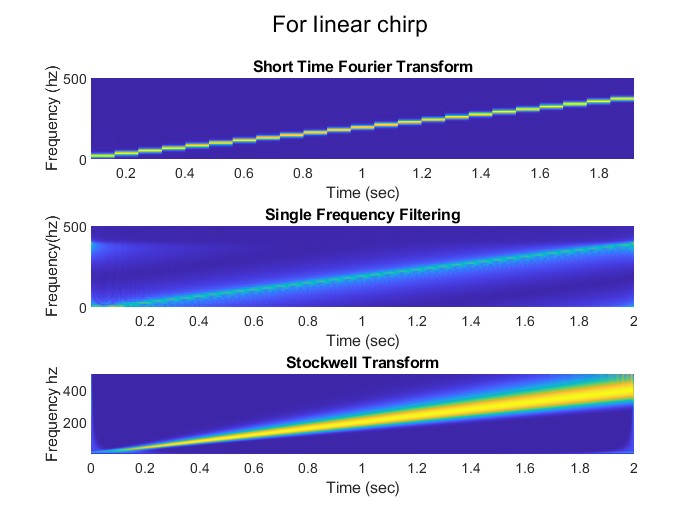 For linear chirp
Short Time Fourier Transform
Frequency (hz)
500
0
0.2 0.4 0.6 0.8 1 1.2 1.4 1.6 1.8
Time (sec)
Single Frequency Filtering
Frequency(hz)
500
0
0.2 0.4 0.6 0.8 1 1.2 1.4 1.6 1.8 2
Time (sec)
Stockwell Transform
Frequency hz
400
200
0 0.2 0.4 0.6 0.8 1 1.2 1.4 1.6 1.8 2
Time (sec)